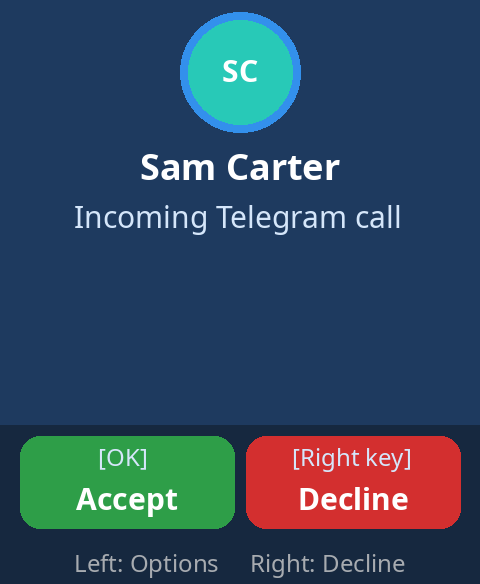 SC
Sam Carter
Incoming Telegram call
[OK]
Accept
[Right key]
Decline
Left: Options
Right: Decline